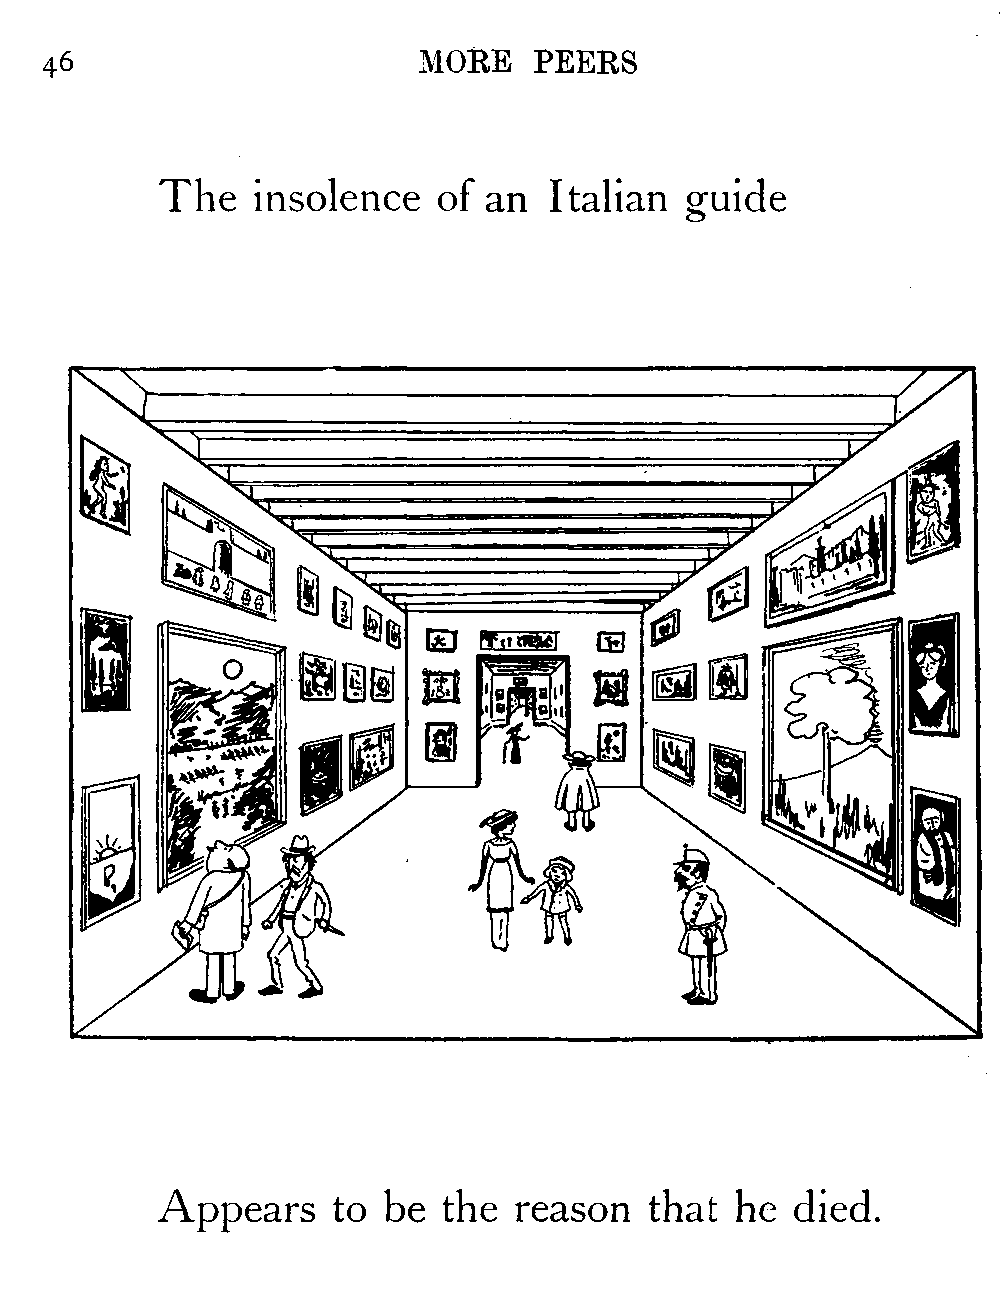 46 MORE PEERS
The insolence of an Italian guide
Appears to be the reason that he died.